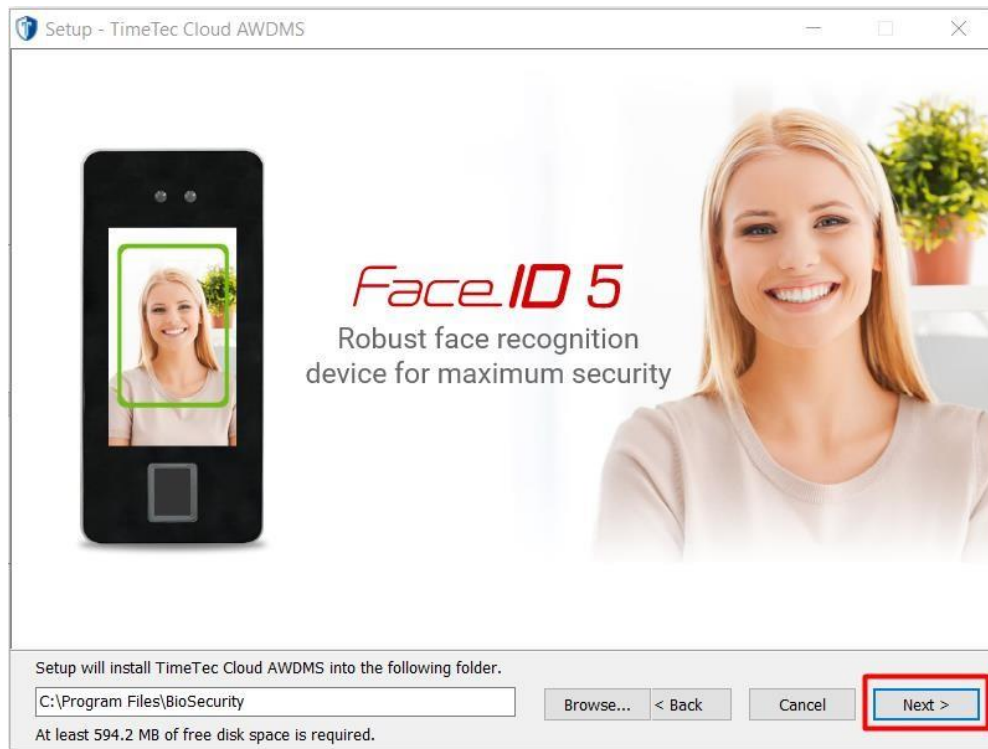 Setup - TimeTec Cloud AWDMS
Face ID 5
Robust face recognition
device for maximum security
Setup will install TimeTec Cloud AWDMS into the following folder.
C:\Program Files\BioSecurity
Browse...
< Back
Cancel
Next >
At least 594.2 MB of free disk space is required.